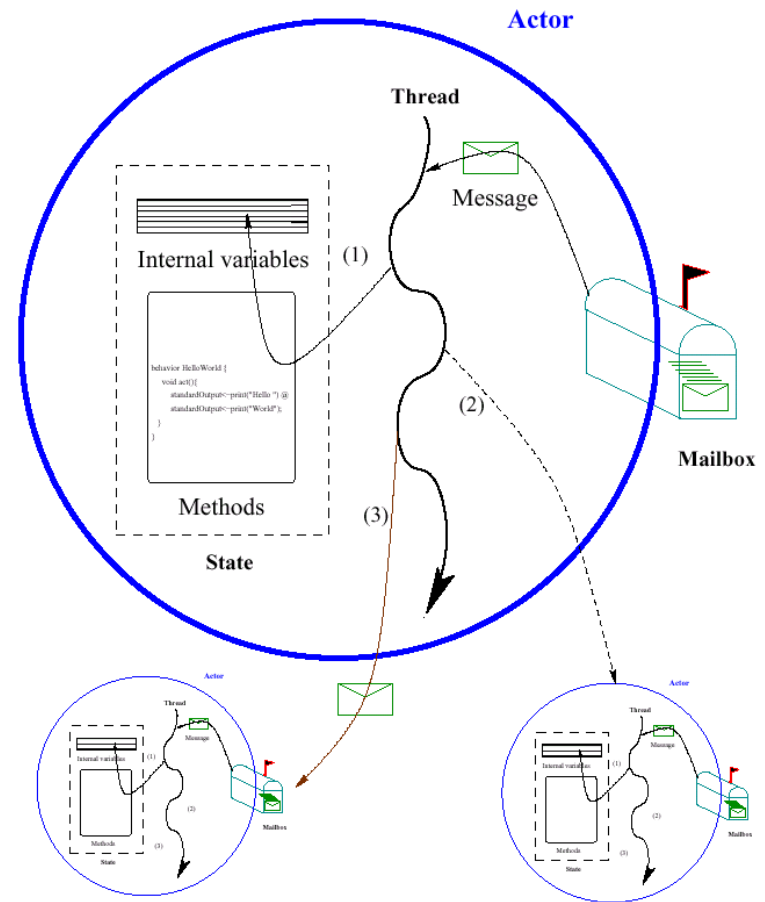 Actor
Thread
Message
Internal variables
(1)
behavior HelloWorld {
void act(){
standardOutput<-print("Hello ") @
standardOutput<-print("World");
}
}
(2)
Mailbox
Methods
(3)
State
Actor
Thread
Message
Internal variables
(1)
(2)
Mailbox
Methods
(3)
State
Actor
Thread
Message
Internal variables
(1)
(2)
Mailbox
Methods
(3)
State